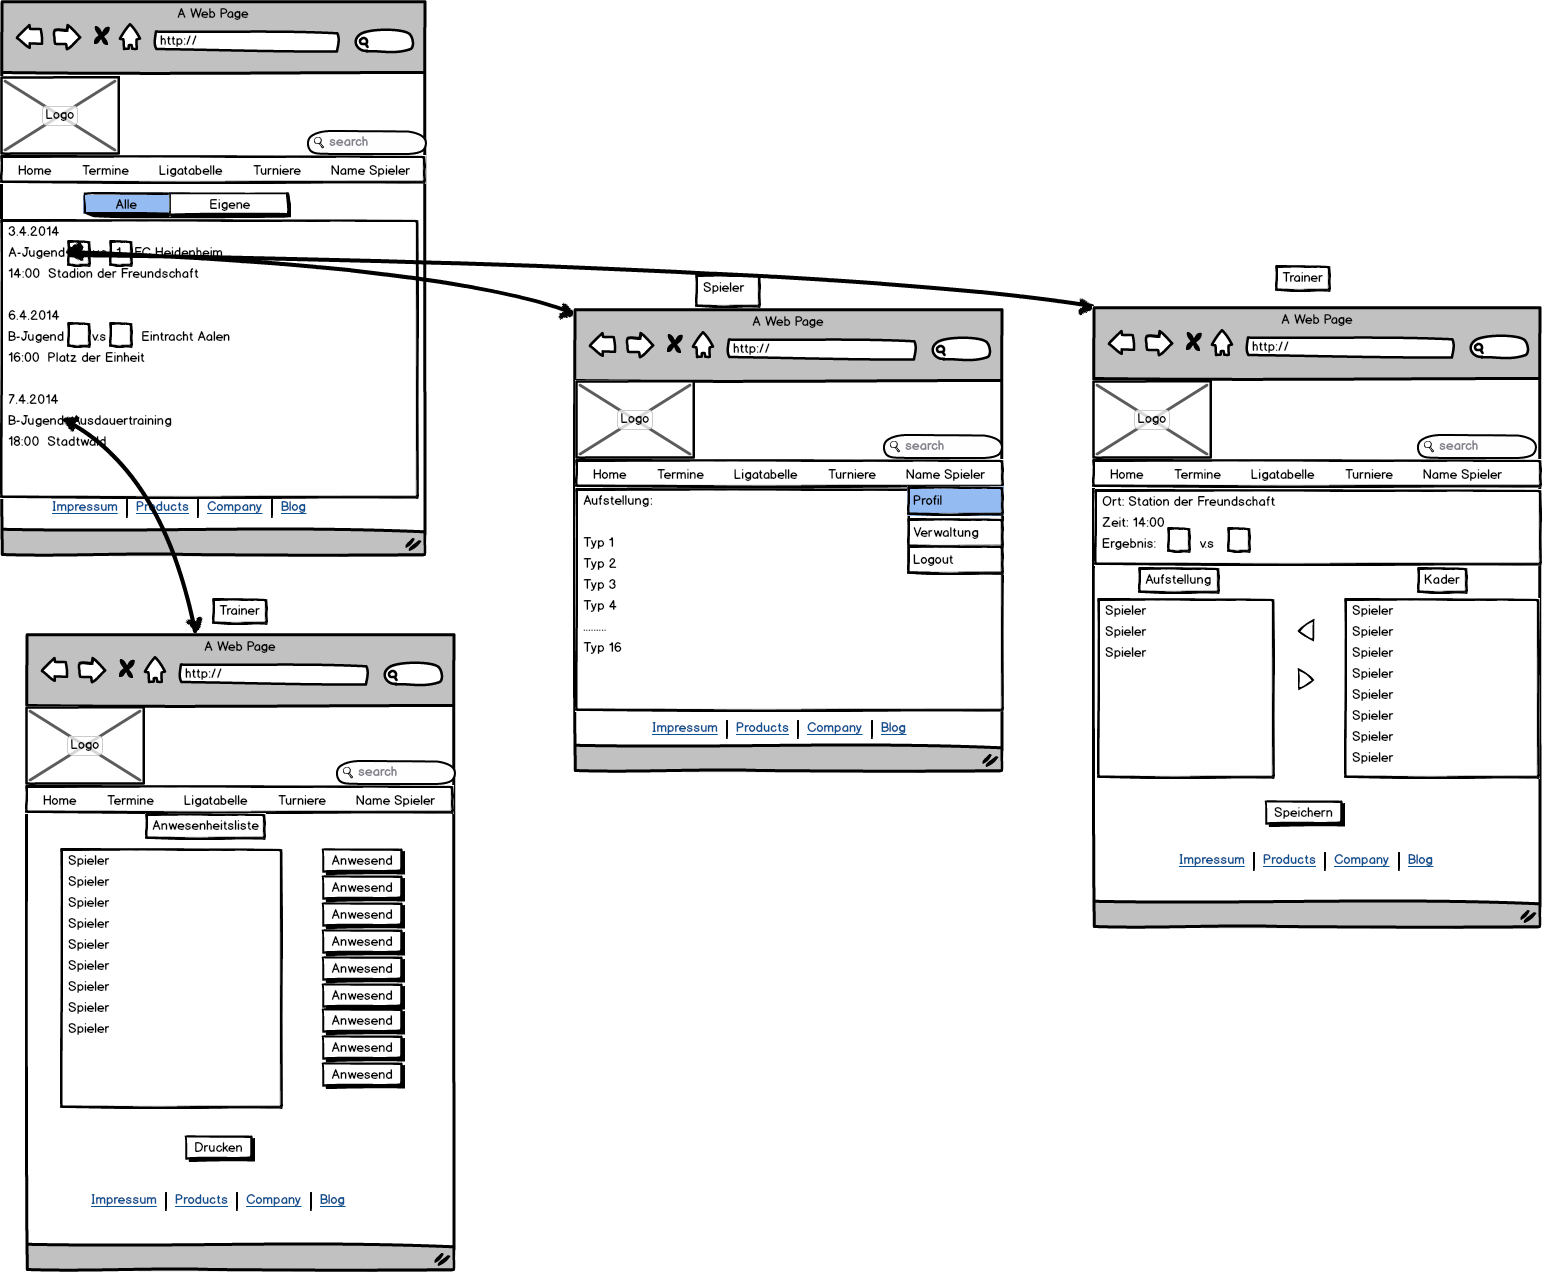 A Web Page
http://
Logo
search
Home Termine Ligatabelle Turniere Name Spieler
Alle Eigene
3.4.2014
A-Jugend 1. FC Heidenheim
14:00 Stadion der Freundschaft
6.4.2014
B-Jugend v.s Eintracht Aalen
16:00 Platz der Einheit
7.4.2014
B-Jugend Ausdauertraining
18:00 Stadtwald
Impressum Products Company Blog
Spieler
A Web Page
http://
Logo
search
Home Termine Ligatabelle Turniere Name Spieler
Aufstellung:
Profil
Verwaltung
Logout
Typ 1
Typ 2
Typ 3
Typ 4
.........
Typ 16
Impressum Products Company Blog
Trainer
A Web Page
http://
Logo
search
Home Termine Ligatabelle Turniere Name Spieler
Ort: Station der Freundschaft
Zeit: 14:00
Ergebnis: v.s
Aufstellung Kader
Spieler Spieler
Spieler Spieler
Spieler Spieler
Spieler
Spieler
Spieler
Spieler
Spieler
Speichern
Impressum Products Company Blog
Trainer
A Web Page
http://
Logo
search
Home Termine Ligatabelle Turniere Name Spieler
Anwesenheitsliste
Spieler Anwesend
Spieler Anwesend
Spieler Anwesend
Spieler Anwesend
Spieler Anwesend
Spieler Anwesend
Spieler Anwesend
Spieler Anwesend
Spieler Anwesend
Drucken
Impressum Products Company Blog